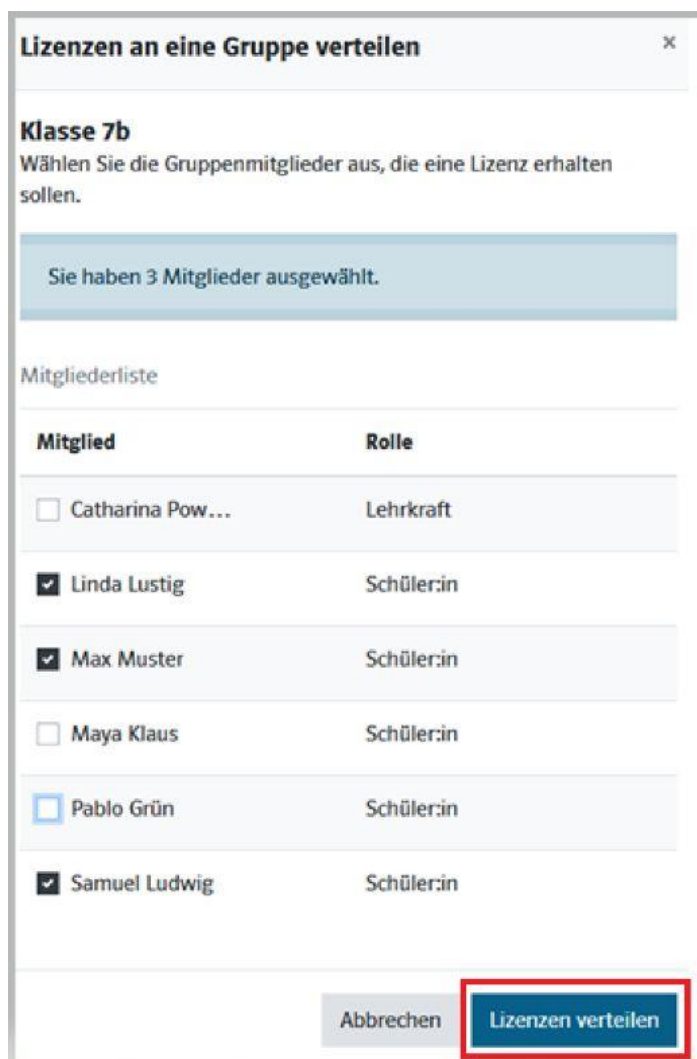 Lizenzen an eine Gruppe verteilen ×
Klasse 7b
Wählen Sie die Gruppenmitglieder aus, die eine Lizenz erhalten
sollen.
Sie haben 3 Mitglieder ausgewählt.
Mitgliederliste
Mitglied Rolle
Catharina Pow... Lehrkraft
Linda Lustig Schüler:in
Max Muster Schüler:in
Maya Klaus Schüler:in
Pablo Grün Schüler:in
Samuel Ludwig Schüler:in
Abbrechen Lizenzen verteilen